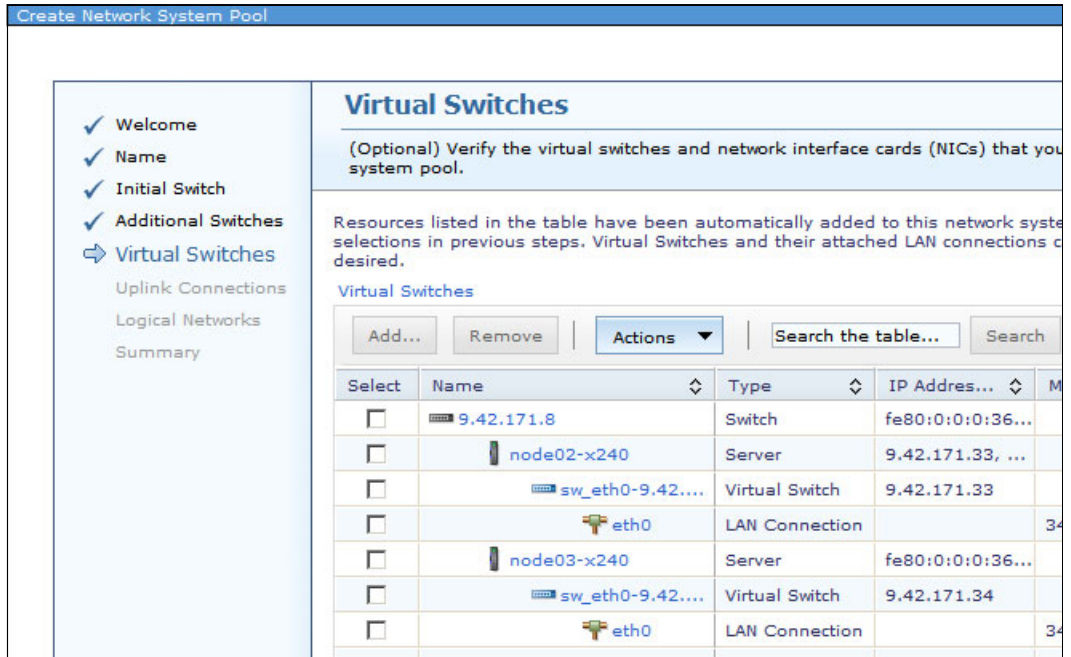 Create Network System Pool
Welcome
Name
Initial Switch
Additional Switches
Virtual Switches
Uplink Connections
Logical Networks
Summary
Virtual Switches
(Optional) Verify the virtual switches and network interface cards (NICs) that you
system pool.
Resources listed in the table have been automatically added to this network syste
selections in previous steps. Virtual Switches and their attached LAN connections c
desired.
Virtual Switches
Add... Remove Actions Search the table... Search
Select Name Type IP Addres... M
9.42.171.8 Switch fe80:0:0:0:36...
node02-x240 Server 9.42.171.33, ...
sw_eth0-9.42.... Virtual Switch 9.42.171.33
eth0 LAN Connection 34
node03-x240 Server fe80:0:0:0:36...
sw_eth0-9.42.... Virtual Switch 9.42.171.34
eth0 LAN Connection 34